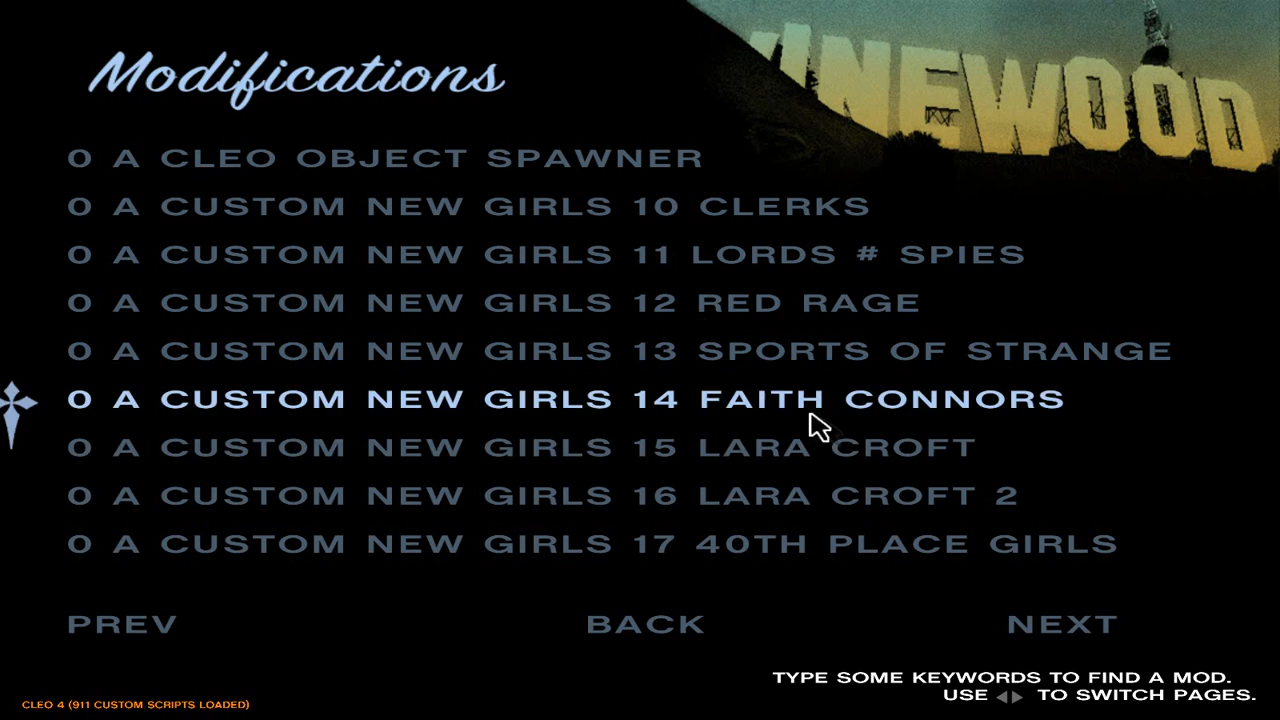 Modifications
INEWOOD
0 A CLEO OBJECT SPAWNER
0 A CUSTOM NEW GIRLS 10 CLERKS
0 A CUSTOM NEW GIRLS 11 LORDS # SPIES
0 A CUSTOM NEW GIRLS 12 RED RAGE
0 A CUSTOM NEW GIRLS 13 SPORTS OF STRANGE
0 A CUSTOM NEW GIRLS 14 FAITH CONNORS
0 A CUSTOM NEW GIRLS 15 LARA CROFT
0 A CUSTOM NEW GIRLS 16 LARA CROFT 2
0 A CUSTOM NEW GIRLS 17 40TH PLACE GIRLS
PREV BACK NEXT
TYPE SOME KEYWORDS TO FIND A MOD.
USE TO SWITCH PAGES.
CLEO 4 (911 CUSTOM SCRIPTS LOADED)